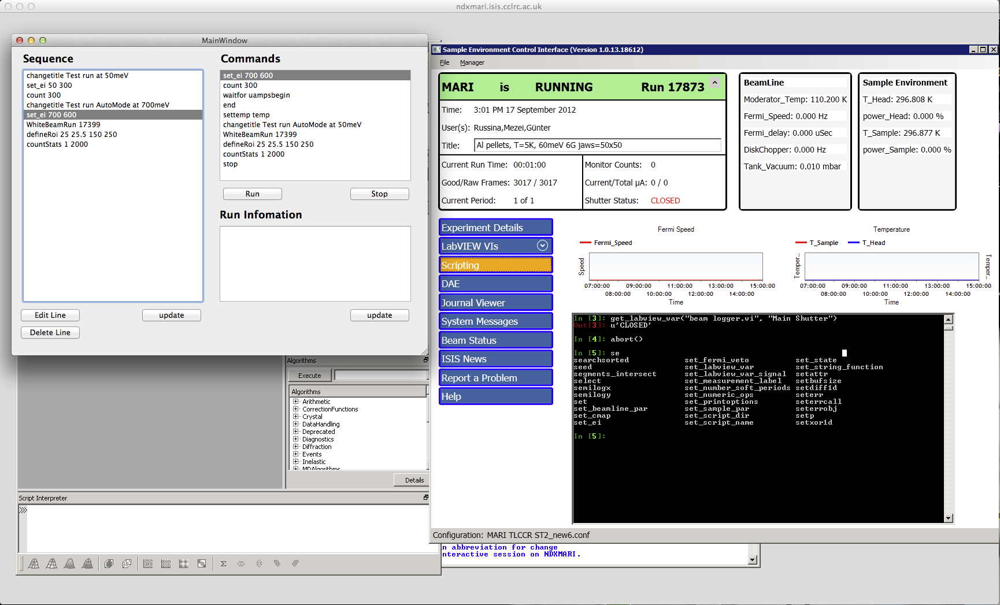 ndxmari.isis.cclrc.ac.uk
MainWindow
Sequence
changetitle Test run at 50meV
set_ei 50 300
count 300
changetitle Test run AutoMode at 700meV
set_ei 700 600
WhiteBeamRun 17399
defineRoi 25 25.5 150 250
countStats 1 2000
Edit Line
update
Delete Line
Commands
set_ei 700 600
count 300
waitfor uampsbegin
end
settemp temp
changetitle Test run AutoMode at 50meV
WhiteBeamRun 17399
defineRoi 25 25.5 150 250
countStats 1 2000
stop
Run
Stop
Run Infomation
update
Sample Environment Control Interface (Version 1.0.13.18612)
File Manager
MARI is RUNNING Run 17873
Time: 3:01 PM 17 September 2012
User(s): Russina,Mezei,Günter
Title: Al pellets, T=5K, 60meV 6G jaws=50x50
Current Run Time: 00:01:00
Good/Raw Frames: 3017 / 3017
Current Period: 1 of 1
Monitor Counts: 0
Current/Total µA: 0 / 0
Shutter Status: CLOSED
BeamLine
Moderator_Temp: 110.200 K
Fermi_Speed: 0.000 Hz
Fermi_delay: 0.000 uSec
DiskChopper: 0.000 Hz
Tank_Vacuum: 0.010 mbar
Sample Environment
T_Head: 296.808 K
power_Head: 0.000 %
T_Sample: 296.877 K
power_Sample: 0.000 %
Experiment Details
LabVIEW VIs
Scripting
DAE
Journal Viewer
System Messages
Beam Status
ISIS News
Report a Problem
Help
Fermi Speed
Fermi_Speed
Speed
07:00:00 09:00:00 11:00:00 13:00:00 15:00:00
08:00:00 10:00:00 12:00:00 14:00:00
Time
Temperature
T_Sample T_Head
Temper...
Temper...
07:00:00 09:00:00 11:00:00 13:00:00 15:00:00
08:00:00 10:00:00 12:00:00 14:00:00
Time
In [3]: get_labview_var("beam logger.vi", "Main Shutter")
Out[3]: u'CLOSED'
In [4]: abort()
In [5]: se
searchsorted set_fermi_veto set_state
seed set_labview_var set_string_function
segments_intersect set_labview_var_signal setattr
select set_measurement_label setbufsize
semilogx set_number_soft_periods setdiff1d
semilogy set_numeric_ops seterr
set set_printoptions seterrcall
set_beamline_par set_sample_par seterrobj
set_cmap set_script_dir setp
set_ei set_script_name setxor1d
In [5]:
Configuration: MARI TLCCR ST2_new6.conf
n abbreviation for change
nteractive session on NDXMARI.
Algorithms
Execute
Algorithms
Arithmetic
CorrectionFunctions
Crystal
DataHandling
Deprecated
Diagnostics
Diffraction
Events
Inelastic
MDAlgorithms
Details
Script Interpreter
>>>